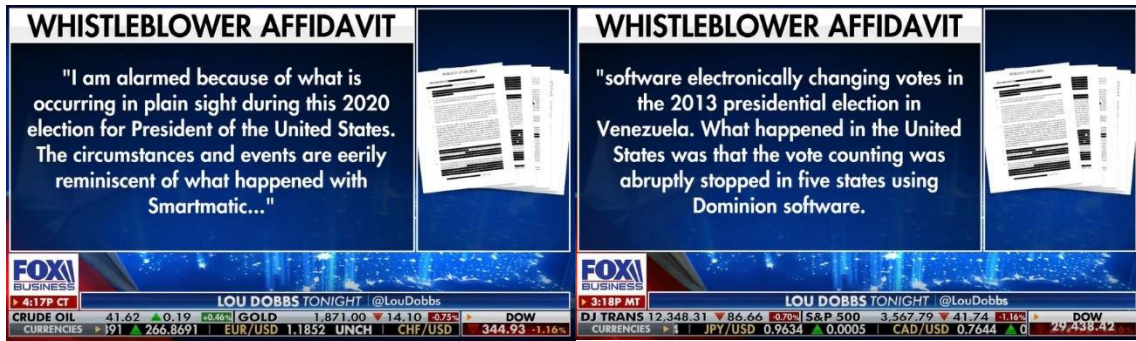 WHISTLEBLOWER AFFIDAVIT
"I am alarmed because of what is
occurring in plain sight during this 2020
election for President of the United States.
The circumstances and events are eerily
reminiscent of what happened with
Smartmatic..."
FOX
BUSINESS
4:17P CT
LOU DOBBS TONIGHT | @LouDobbs
CRUDE OIL 41.62 ▲ 0.19 +0.46% GOLD 1,871.00 ▼ 14.10 -0.75% DOW
CURRENCIES 391 ▲ 266.8691 EUR/USD 1.1852 UNCH CHF/USD ▼ 344.93 -1.16%
WHISTLEBLOWER AFFIDAVIT
"software electronically changing votes in
the 2013 presidential election in
Venezuela. What happened in the United
States was that the vote counting was
abruptly stopped in five states using
Dominion software.
FOX
BUSINESS
3:18P MT
LOU DOBBS TONIGHT | @LouDobbs
DJ TRANS 12,348.31 ▼ 86.66 -0.70% S&P 500 3,567.79 ▼ 41.74 -1.16% DOW
CURRENCIES JPY/USD 0.9634 ▲ 0.0005 CAD/USD 0.7644 ▲ 29,438.42